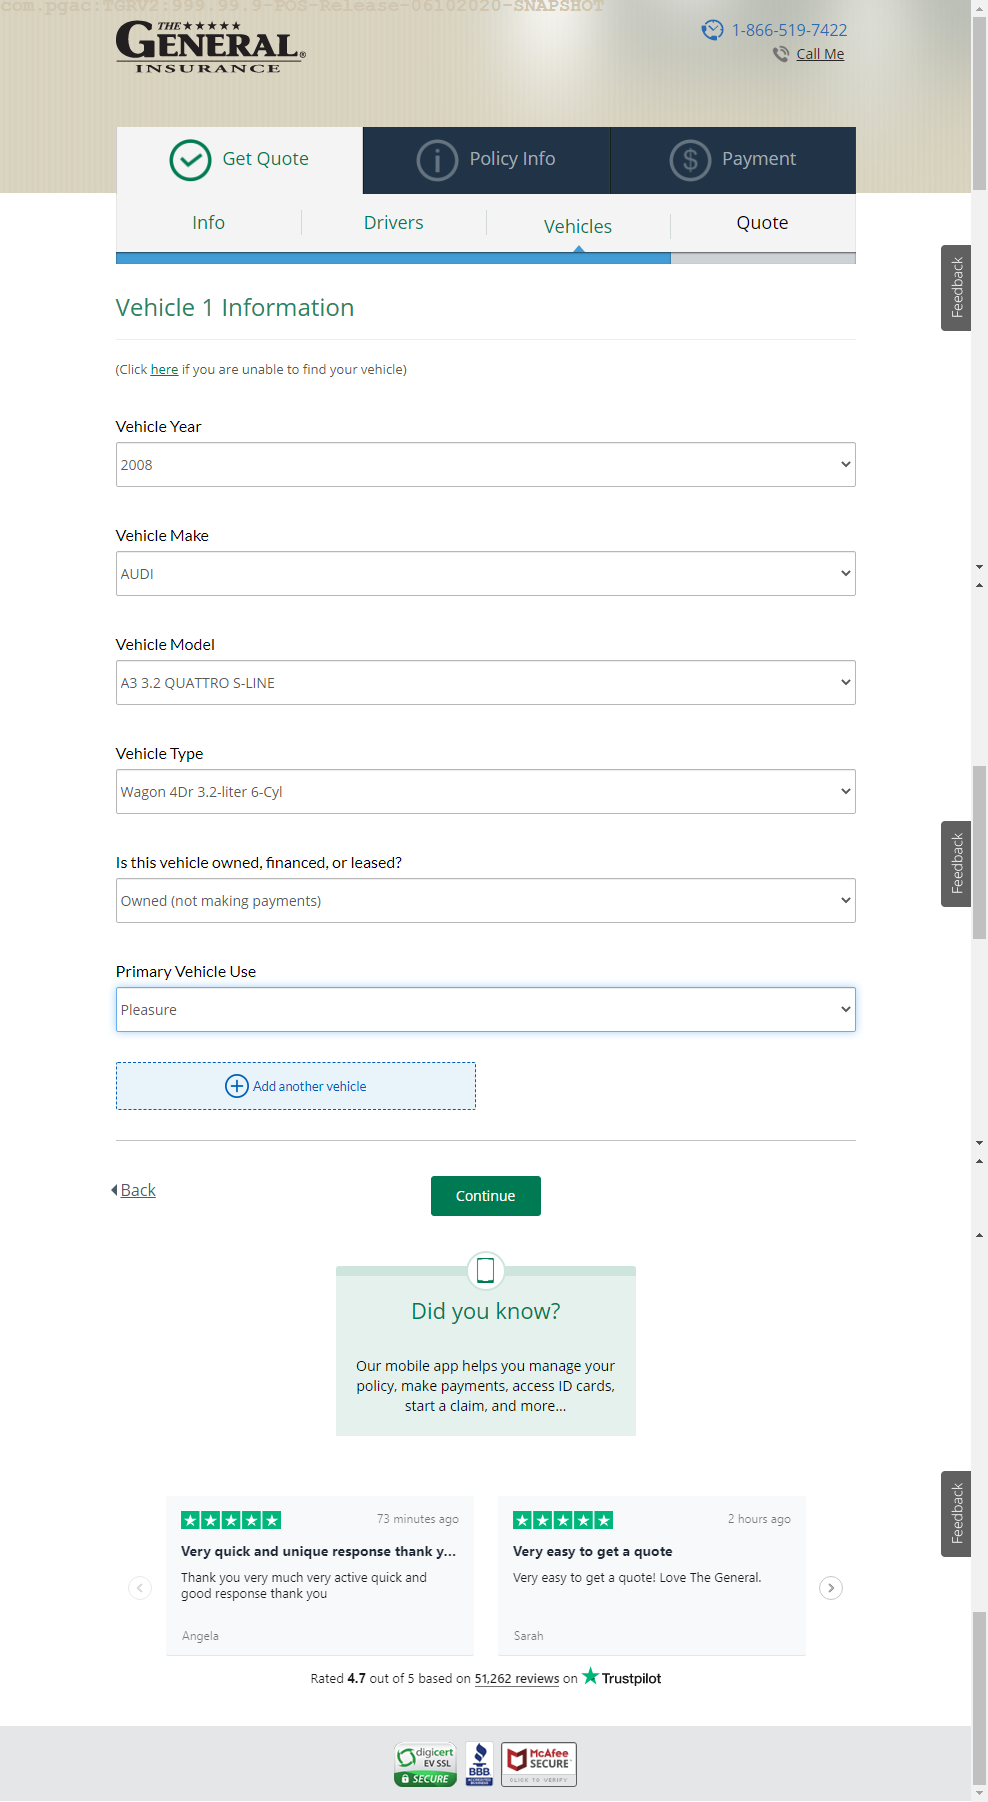 com.pgac:TGRV2:999.99.9-POS-Release-06102020-SNAPSHOT
THE
GENERAL®
INSURANCE
1-866-519-7422
Call Me
Get Quote
Policy Info
Payment
Info
Drivers
Vehicles
Quote
Feedback
Vehicle 1 Information
(Click here if you are unable to find your vehicle)
Vehicle Year
2008
Vehicle Make
AUDI
Vehicle Model
A3 3.2 QUATTRO S-LINE
Vehicle Type
Wagon 4Dr 3.2-liter 6-Cyl
Is this vehicle owned, financed, or leased?
Owned (not making payments)
Feedback
Primary Vehicle Use
Pleasure
Add another vehicle
Back
Continue
Did you know?
Our mobile app helps you manage your
policy, make payments, access ID cards,
start a claim, and more...
Feedback
73 minutes ago
Very quick and unique response thank y...
Thank you very much very active quick and
good response thank you
Angela
2 hours ago
Very easy to get a quote
Very easy to get a quote! Love The General.
Sarah
Rated 4.7 out of 5 based on 51,262 reviews on Trustpilot
digicert
EV SSL
SECURE
BBB
ACCREDITED
BUSINESS
McAfee
SECURE
CLICK TO VERIFY